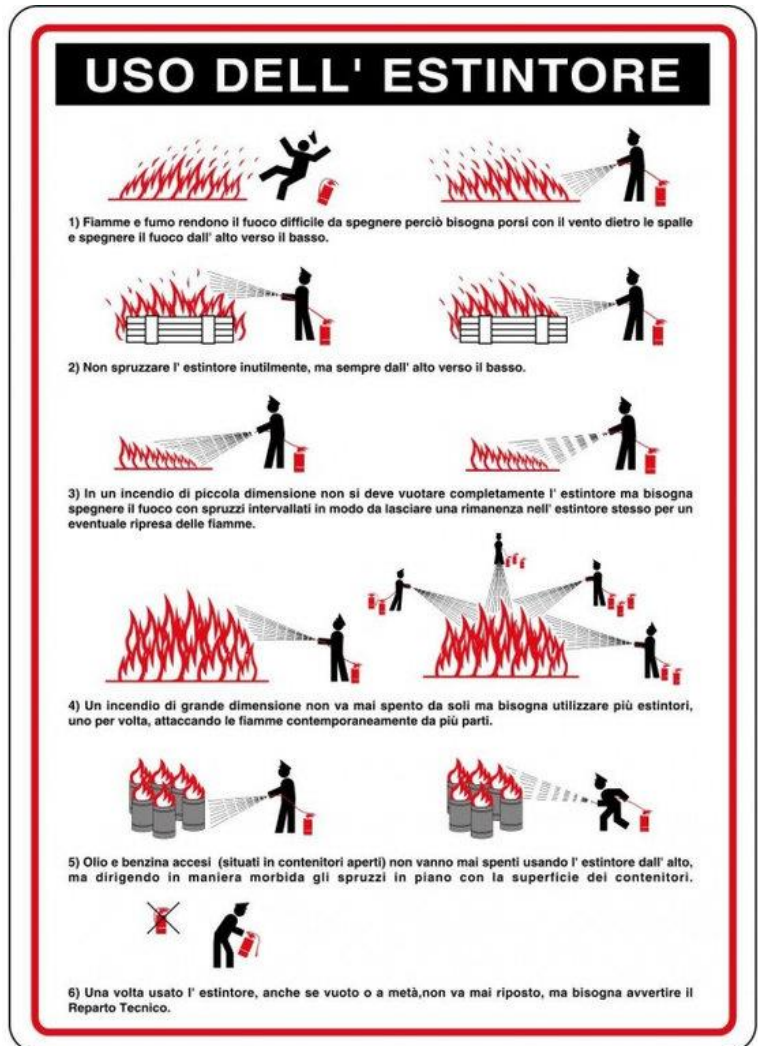 USO DELL' ESTINTORE
1) Fiamme e fumo rendono il fuoco difficile da spegnere perciò bisogna porsi con il vento dietro le spalle
e spegnere il fuoco dall' alto verso il basso.
2) Non spruzzare l' estintore inutilmente, ma sempre dall' alto verso il basso.
3) In un incendio di piccola dimensione non si deve vuotare completamente l' estintore ma bisogna
spegnere il fuoco con spruzzi intervallati in modo da lasciare una rimanenza nell' estintore stesso per un
eventuale ripresa delle fiamme.
4) Un incendio di grande dimensione non va mai spento da soli ma bisogna utilizzare più estintori,
uno per volta, attaccando le fiamme contemporaneamente da più parti.
5) Olio e benzina accesi (situati in contenitori aperti) non vanno mai spenti usando l' estintore dall' alto,
ma dirigendo in maniera morbida gli spruzzi in piano con la superficie dei contenitori.
6) Una volta usato l' estintore, anche se vuoto o a metà,non va mai riposto, ma bisogna avvertire il
Reparto Tecnico.